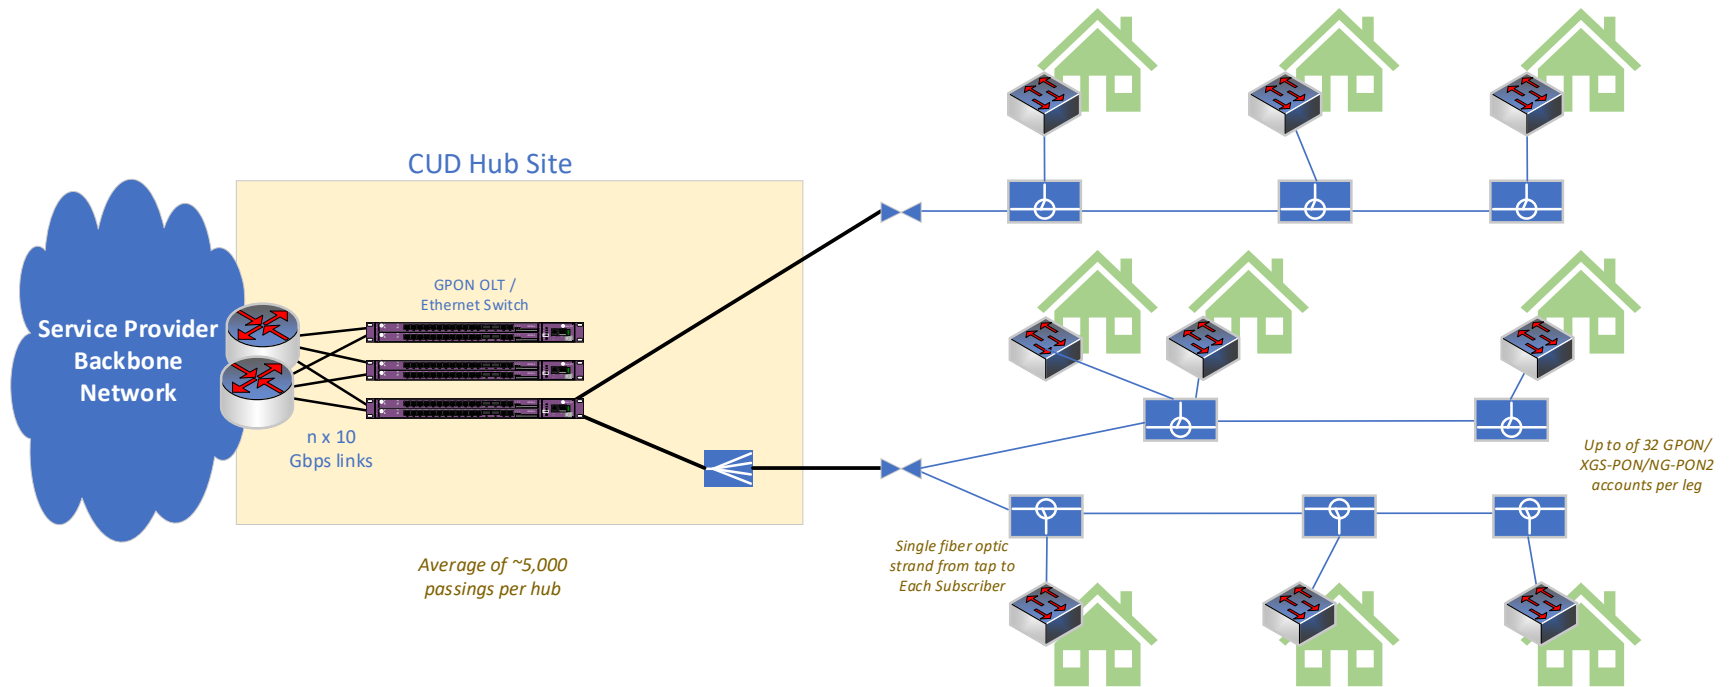 CUD Hub Site
GPON OLT /
Ethernet Switch
Service Provider
Backbone
Network
n x 10
Gbps links
Average of ~5,000
passings per hub
Single fiber optic
strand from tap to
Each Subscriber
Up to of 32 GPON/
XGS-PON/NG-PON2
accounts per leg